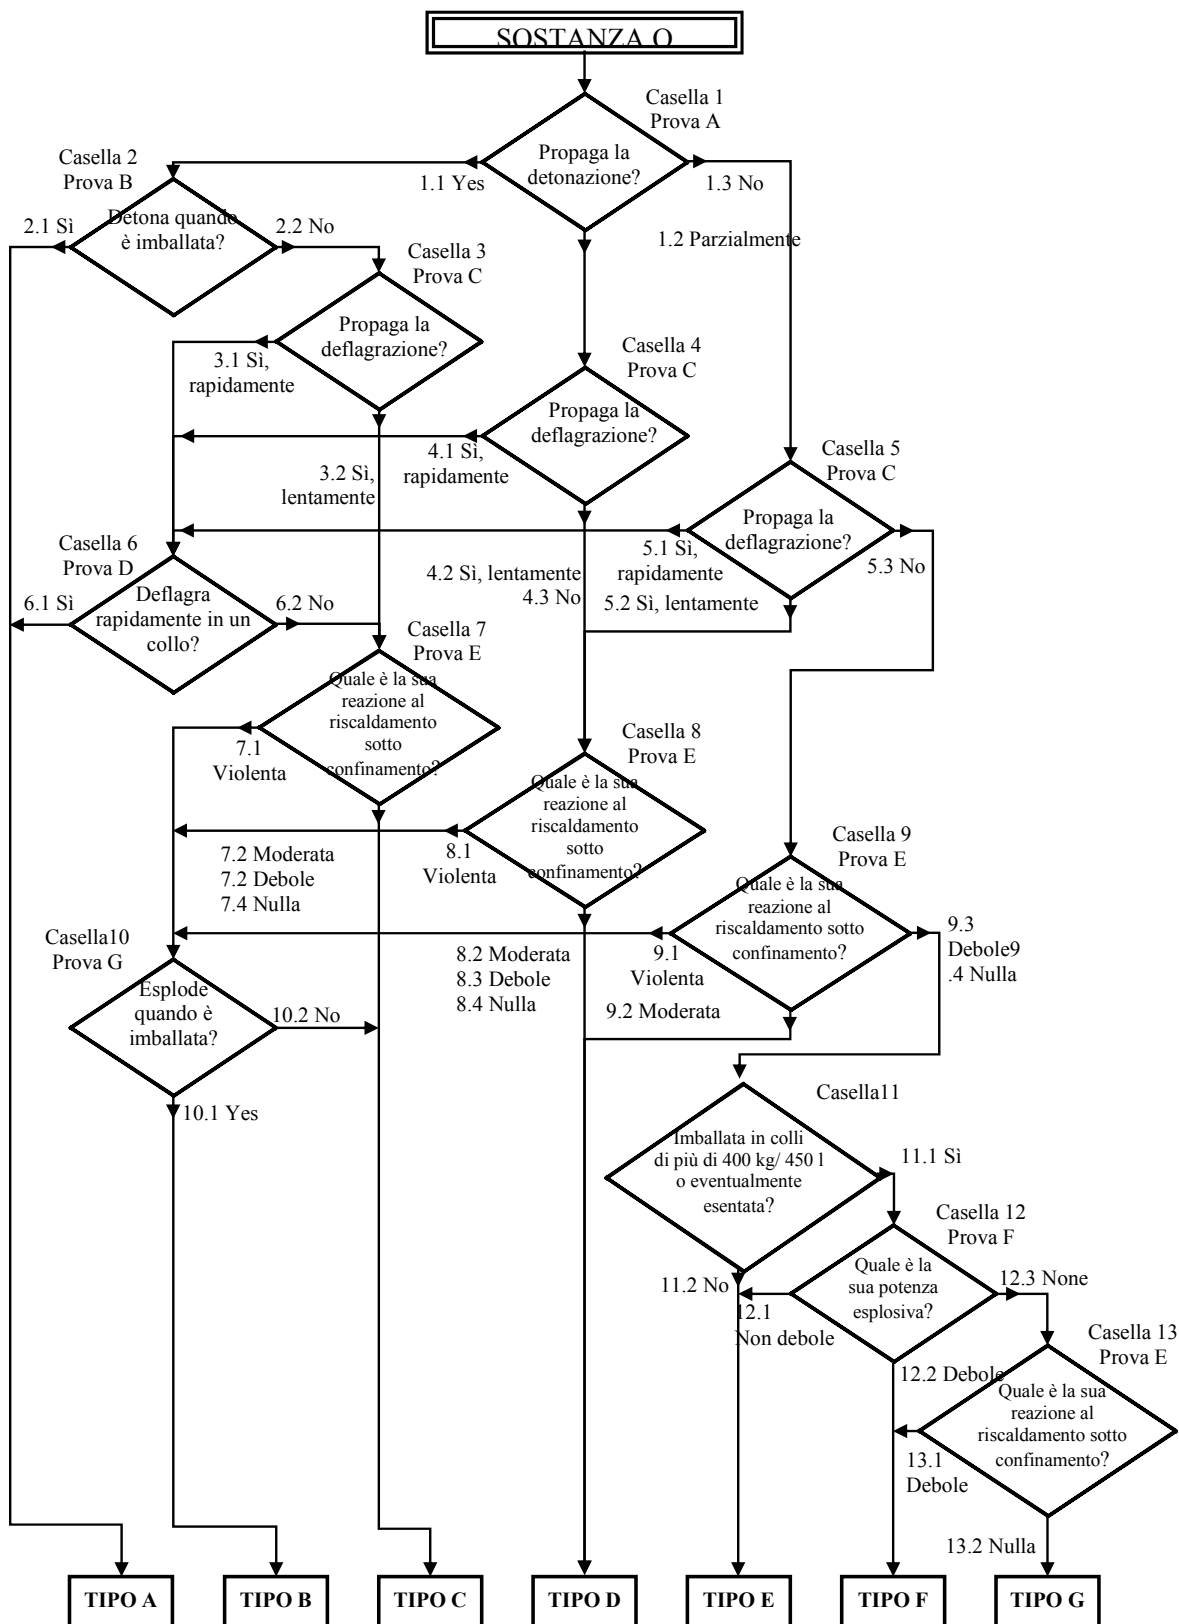 SOSTANZA O
Casella 1
Prova A
Propaga la
detonazione?
1.1 Yes
1.3 No
1.2 Parzialmente
Casella 2
Prova B
Detona quando
è imballata?
2.1 Sì
2.2 No
Casella 3
Prova C
Propaga la
deflagrazione?
3.1 Sì,
rapidamente
3.2 Sì,
lentamente
Casella 4
Prova C
Propaga la
deflagrazione?
4.1 Sì,
rapidamente
4.2 Sì, lentamente
4.3 No
Casella 5
Prova C
Propaga la
deflagrazione?
5.1 Sì,
rapidamente
5.3 No
5.2 Sì, lentamente
Casella 6
Prova D
Deflagra
rapidamente in un
collo?
6.1 Sì
6.2 No
Casella 7
Prova E
Quale è la sua
reazione al
riscaldamento
sotto
confinamento?
7.1
Violenta
7.2 Moderata
7.2 Debole
7.4 Nulla
Casella 8
Prova E
Quale è la sua
reazione al
riscaldamento
sotto
confinamento?
8.1
Violenta
8.2 Moderata
8.3 Debole
8.4 Nulla
Casella 9
Prova E
Quale è la sua
reazione al
riscaldamento sotto
confinamento?
9.1
Violenta
9.2 Moderata
9.3
Debole9
.4 Nulla
Casella10
Prova G
Esplode
quando è
imballata?
10.2 No
10.1 Yes
Casella11
Imballata in colli
di più di 400 kg/ 450 l
o eventualmente
esentata?
11.1 Sì
11.2 No
Casella 12
Prova F
Quale è la
sua potenza
esplosiva?
12.3 None
12.1
Non debole
12.2 Debole
Casella 13
Prova E
Quale è la sua
reazione al
riscaldamento sotto
confinamento?
13.1
Debole
13.2 Nulla
TIPO A
TIPO B
TIPO C
TIPO D
TIPO E
TIPO F
TIPO G